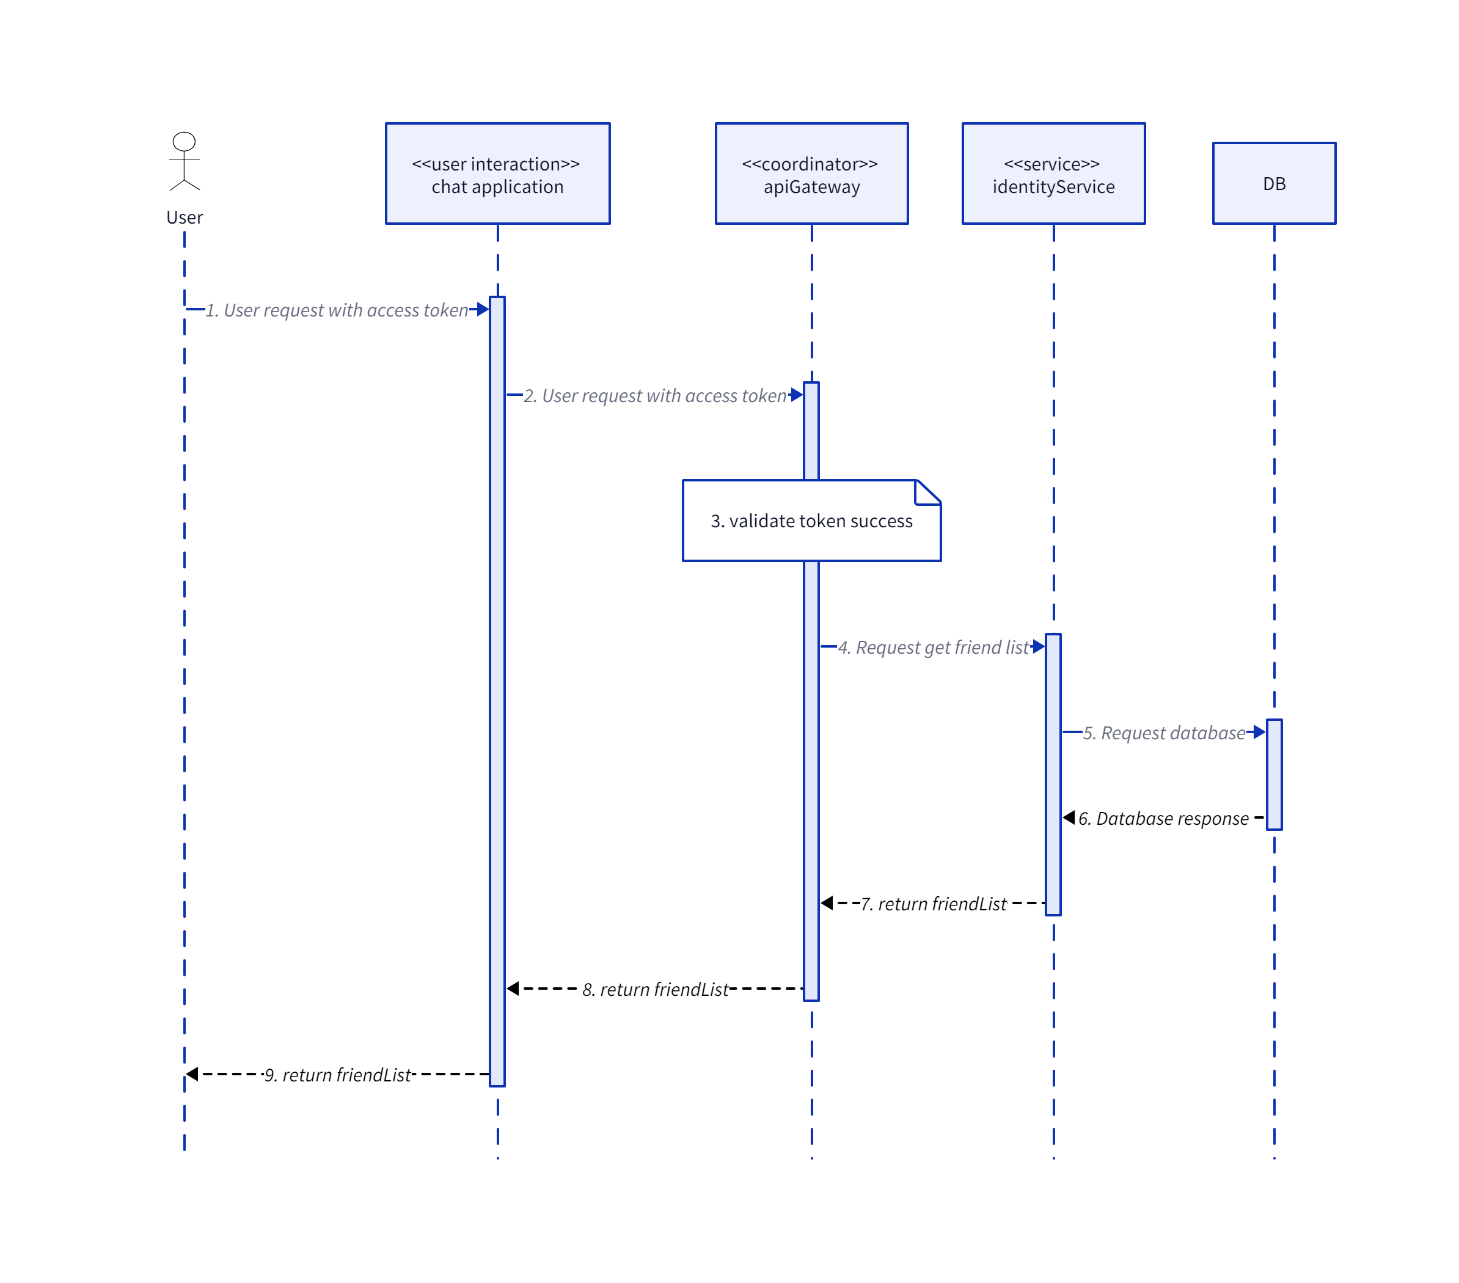 <<user interaction>>
chat application
<<coordinator>>
apiGateway
<<service>>
identityService
DB
User
1. User request with access token
2. User request with access token
3. validate token success
4. Request get friend list
5. Request database
6. Database response
7. return friendList
8. return friendList
9. return friendList